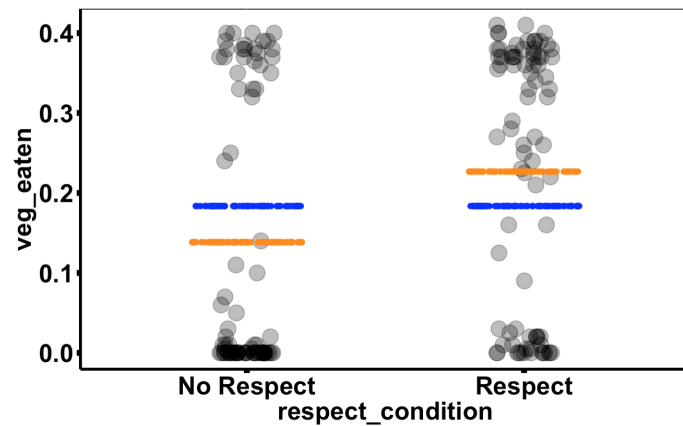 0.4
0.3
0.2
0.1
0.0
veg_eaten
No Respect
Respect
respect_condition